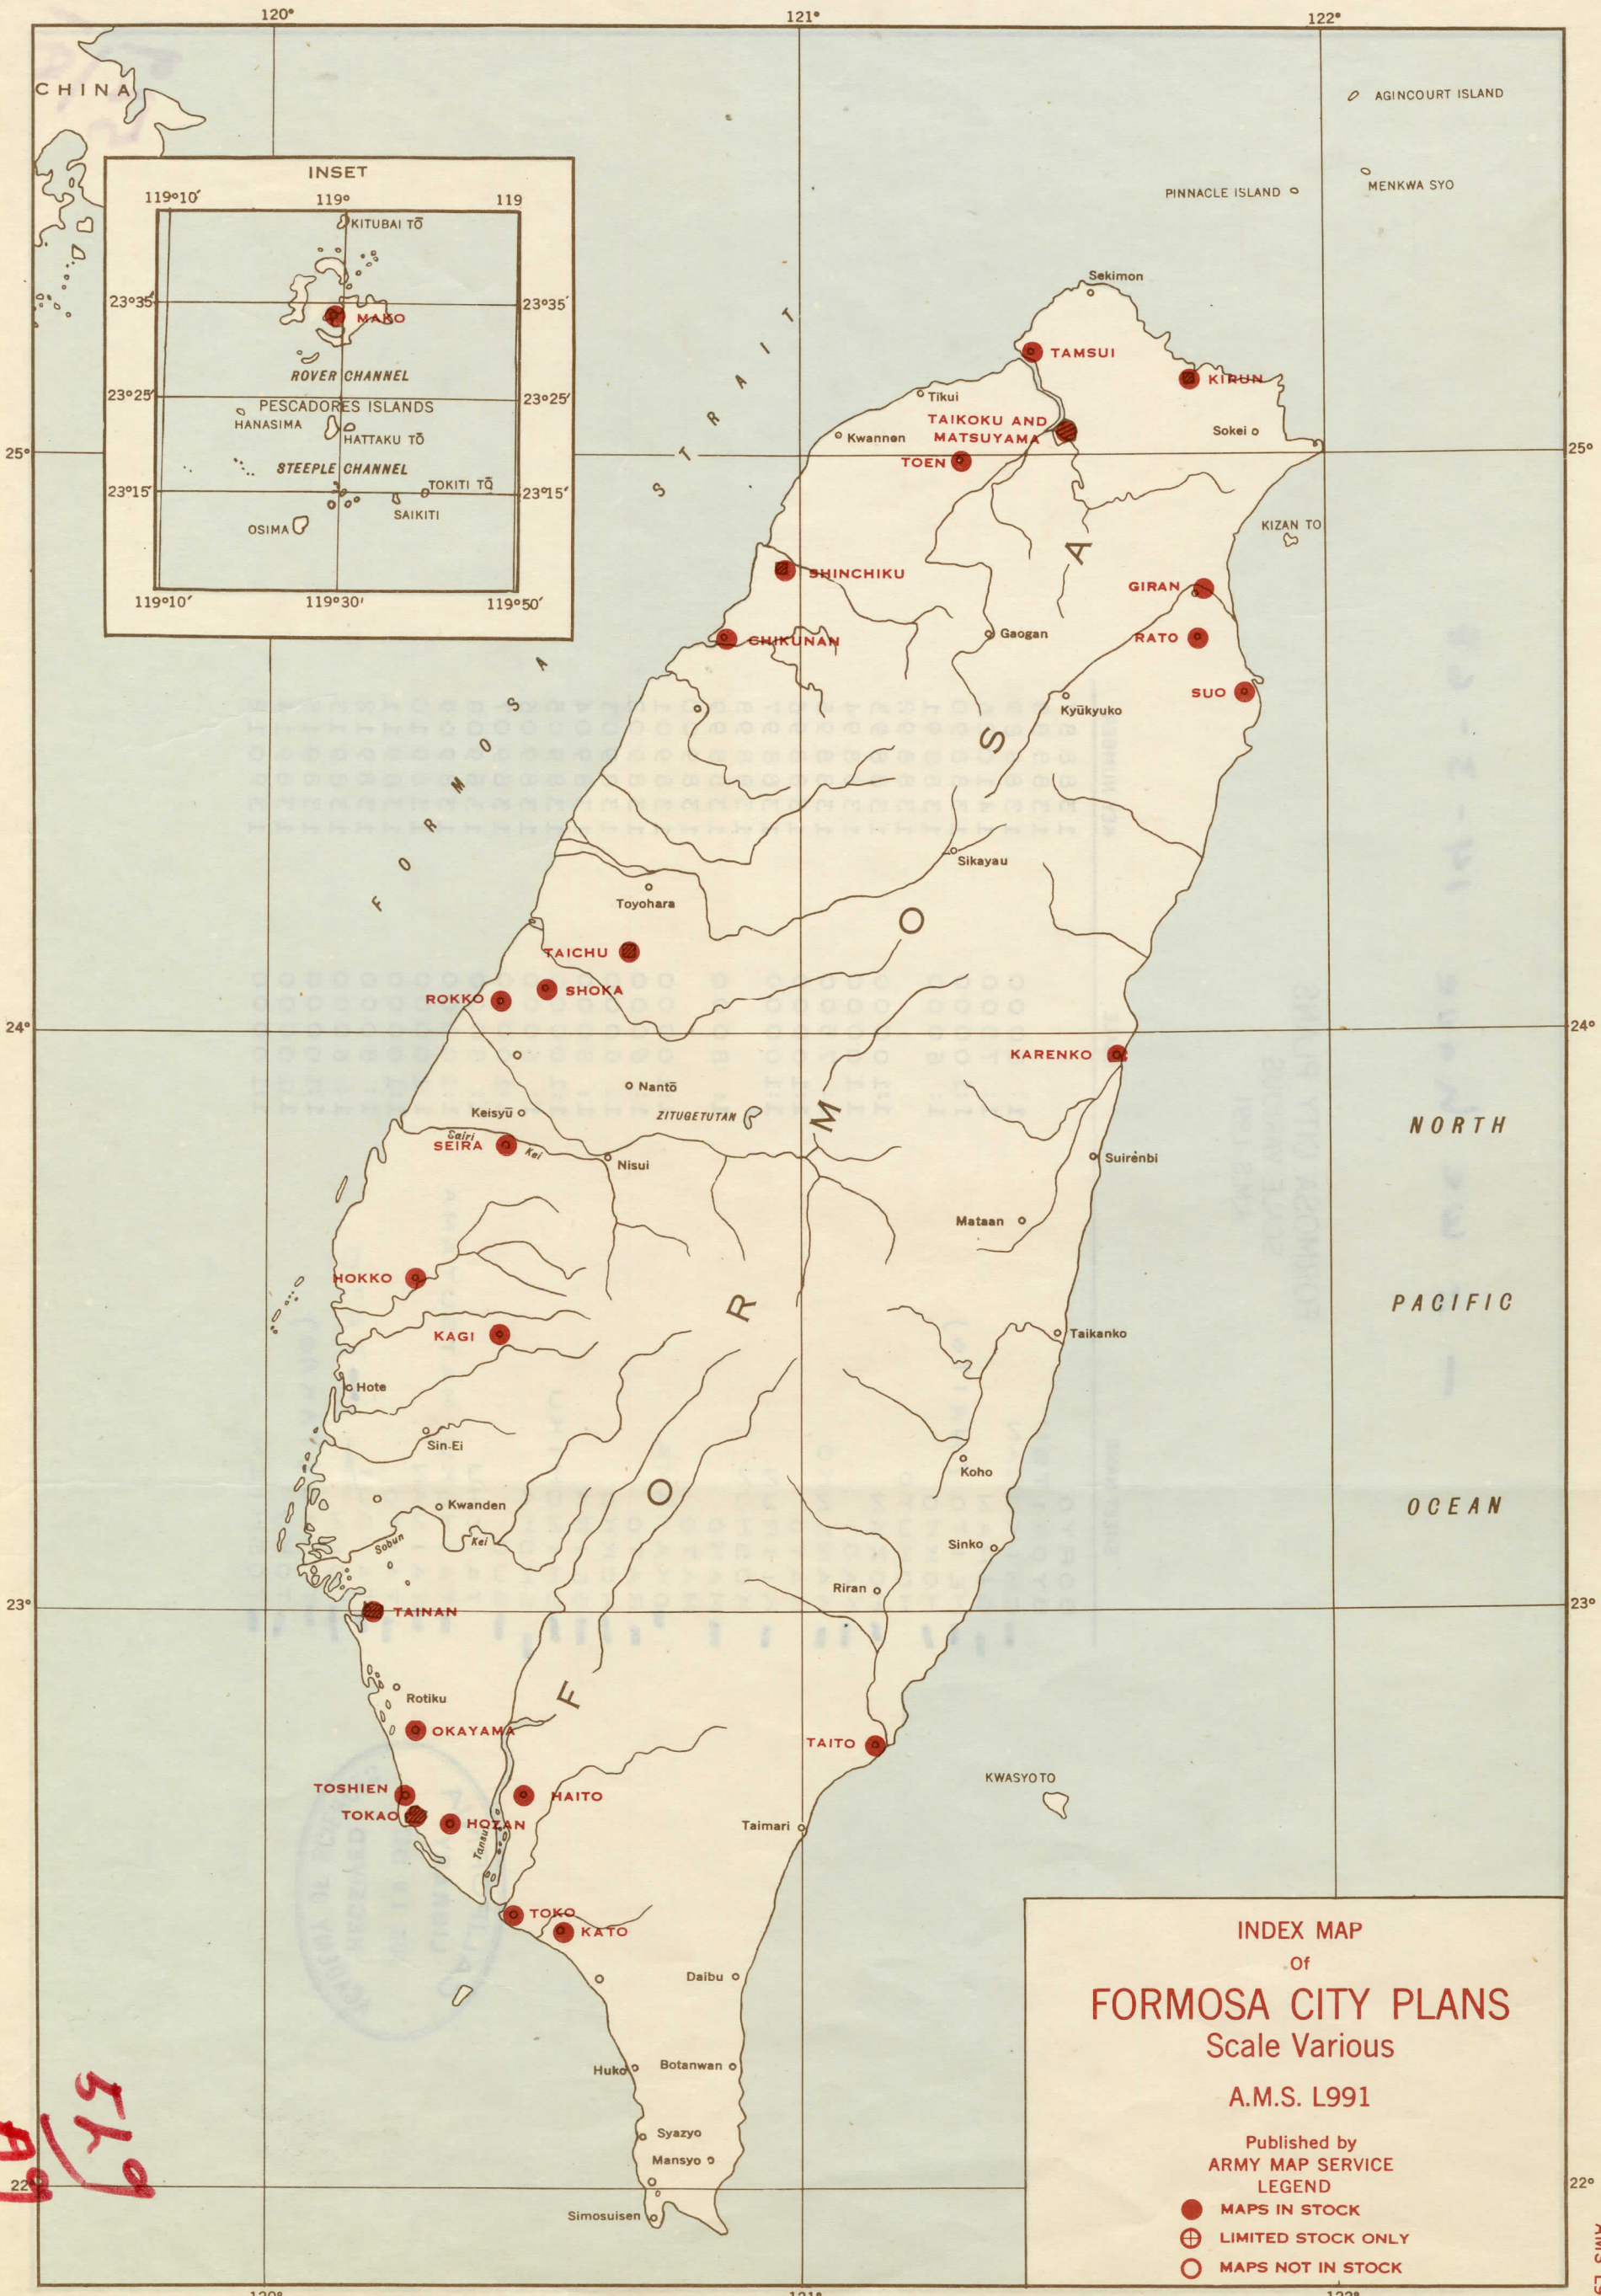 120°
121°
122°
CHINA
AGINCOURT ISLAND
PINNACLE ISLAND
MENKWA SYO
INSET
119°10′
119°
119
KITUBAI TŌ
23°35′
23°35′
MAKO
ROVER CHANNEL
23°25′
23°25′
PESCADORES ISLANDS
HANASIMA
HATTAKU TŌ
STEEPLE CHANNEL
23°15′
23°15′
TOKITI TŌ
SAIKITI
OSIMA
119°10′
119°30′
119°50′
FORMOSA STRAIT
Sekimon
TAMSUI
KIRUN
Tikui
TAIKOKU AND
MATSUYAMA
Kwannon
Sokei
TOEN
25°
25°
KIZAN TO
SHINCHIKU
GIRAN
CHIKUNAN
Gaogan
RATO
SUO
Kyūkyuko
Sikayau
Toyohara
TAICHU
SHOKA
ROKKO
24°
24°
KARENKO
Nantō
Keisyū
ZITUGETUTAN
Sairi
Kei
SEIRA
Nisui
Suirenbi
Mataan
NORTH
PACIFIC
OCEAN
FORMOSA
HOKKO
KAGI
Taikanko
Hote
Sin-Ei
Koho
Kwanden
Sobun
Kei
Sinko
Riran
23°
23°
TAINAN
Rotiku
OKAYAMA
TAITO
KWASYOTO
TOSHIEN
HAITO
TOKAO
HOZAN
Tansui
Taimari
TOKO
KATO
Daibu
Huko
Botanwan
Syazyo
Mansyo
Simosuisen
22°
22°
INDEX MAP
Of
FORMOSA CITY PLANS
Scale Various
A.M.S. L991
Published by
ARMY MAP SERVICE
LEGEND
MAPS IN STOCK
LIMITED STOCK ONLY
MAPS NOT IN STOCK
120°
121°
122°